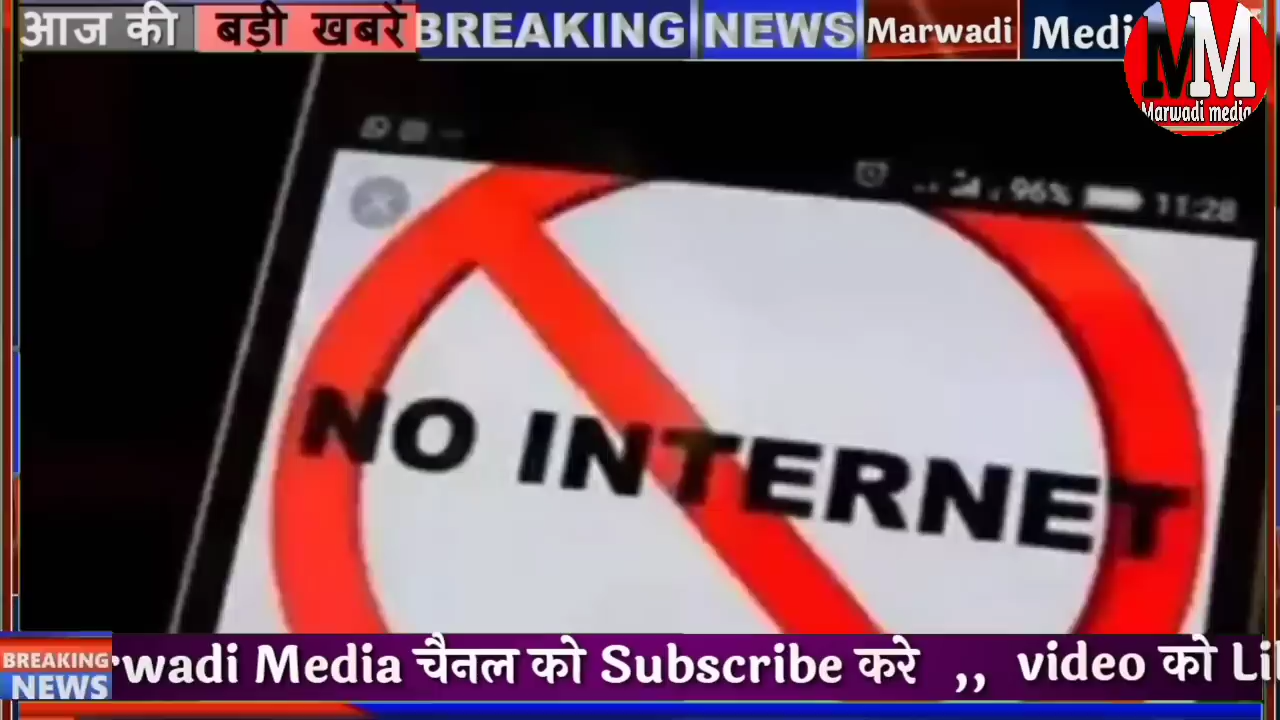 आज की बड़ी खबरें BREAKING NEWS Marwadi Medi
MM
Marwadi media
96% 11:28
NO INTERNET
BREAKING NEWS
rwadi Media चैनल को Subscribe करे ,, video को Li